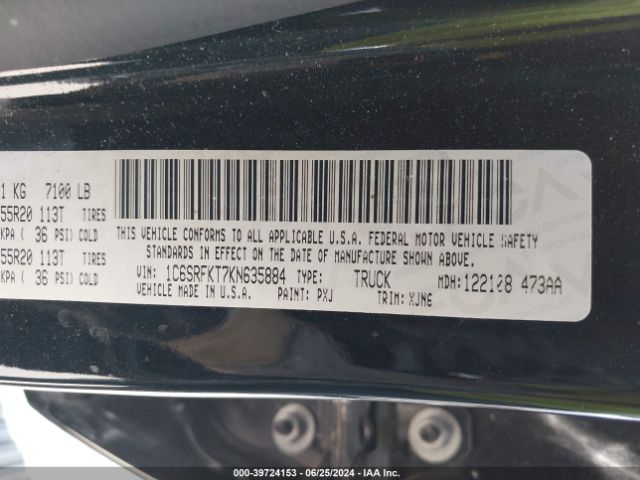 1 KG 7100 LB
55R20 113T TIRES
KPA ( 36 PSI) COLD
55R20 113T TIRES
KPA ( 36 PSI) COLD
THIS VEHICLE CONFORMS TO ALL APPLICABLE U.S.A. FEDERAL MOTOR VEHICLE SAFETY
STANDARDS IN EFFECT ON THE DATE OF MANUFACTURE SHOWN ABOVE.
VIN: 1C6SRFKT7KN635884 TYPE: TRUCK MDH: 122108 473AA
VEHICLE MADE IN U.S.A. PAINT: PXJ TRIM: XJN6
000-39724153 - 06/25/2024 - IAA Inc.